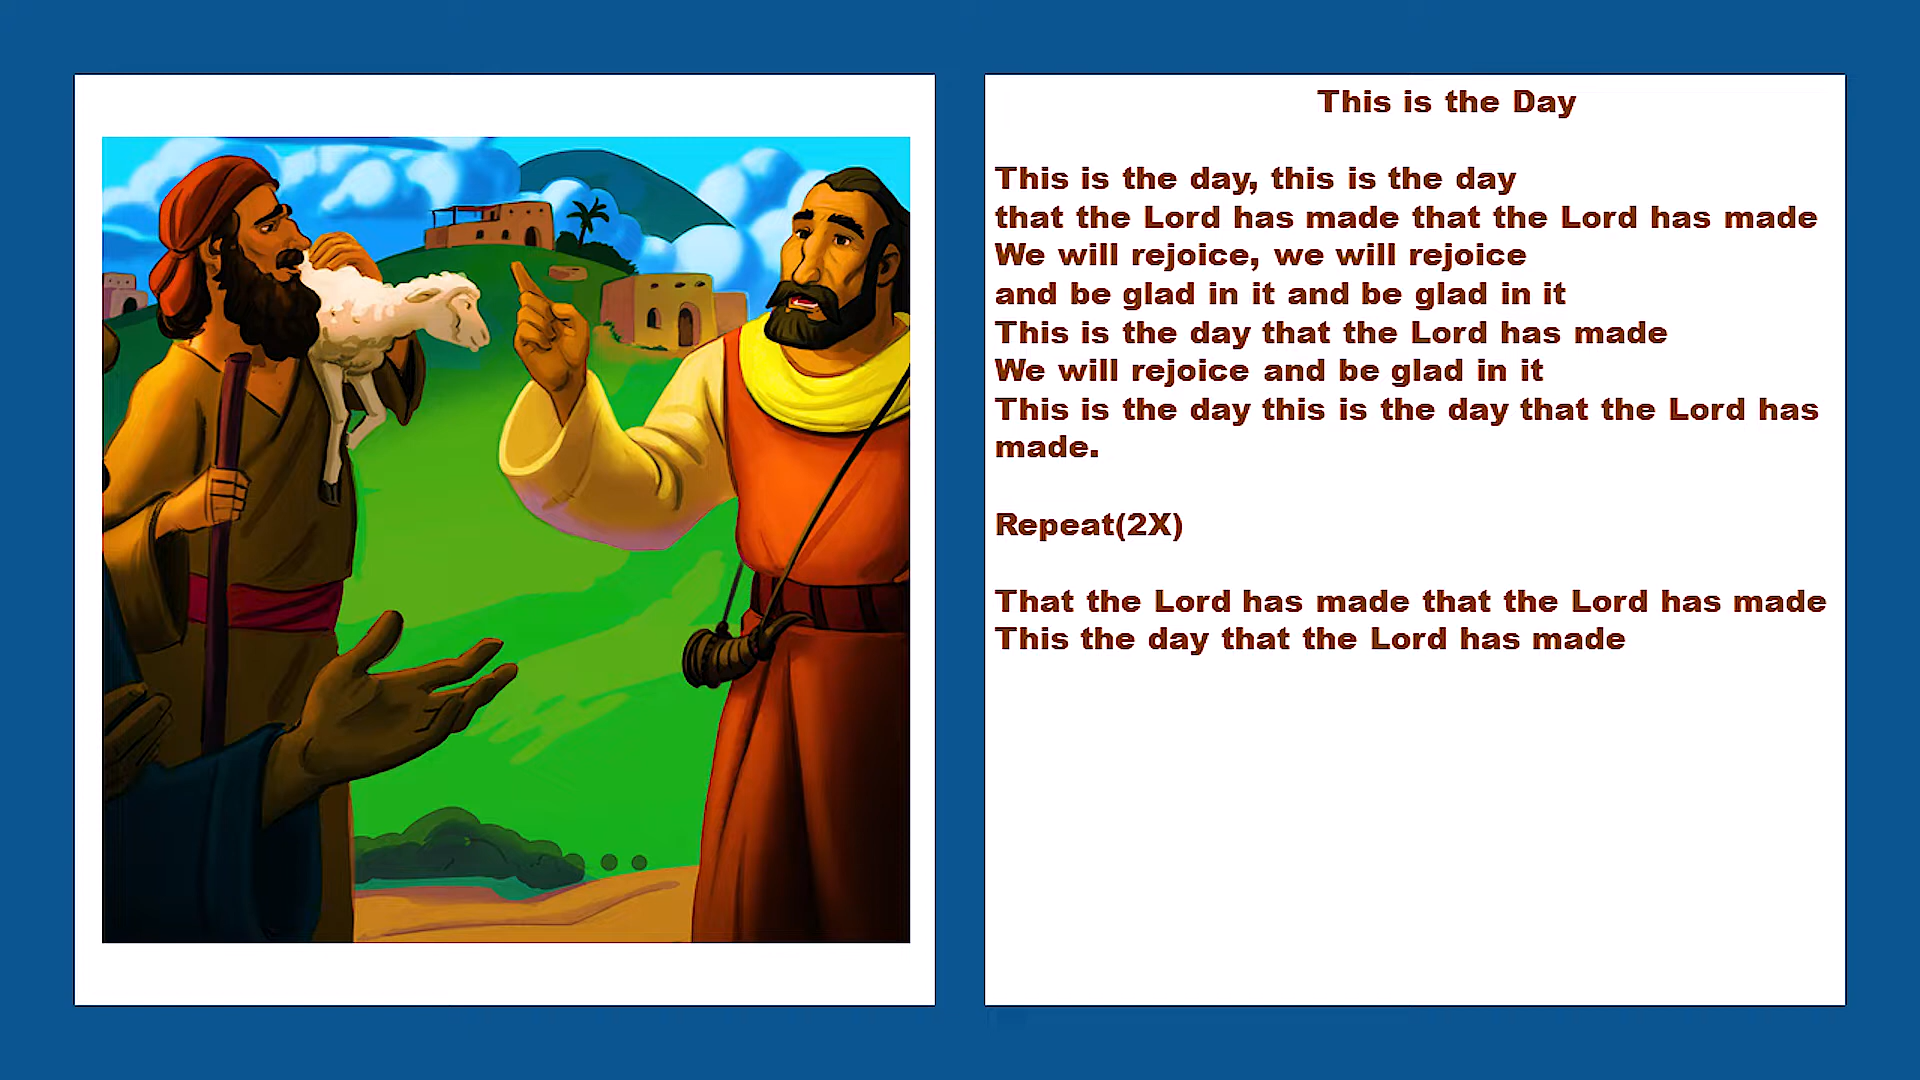 This is the Day
This is the day, this is the day
that the Lord has made that the Lord has made
We will rejoice, we will rejoice
and be glad in it and be glad in it
This is the day that the Lord has made
We will rejoice and be glad in it
This is the day this is the day that the Lord has
made.
Repeat(2X)
That the Lord has made that the Lord has made
This the day that the Lord has made